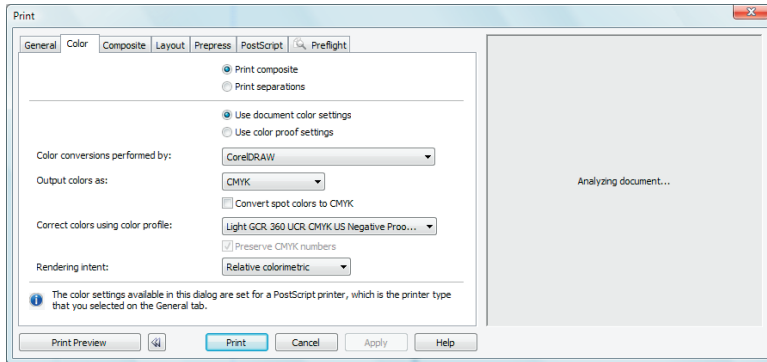 Print
General Color Composite Layout Prepress PostScript Preflight
Print composite
Print separations
Use document color settings
Use color proof settings
Color conversions performed by: CorelDRAW
Output colors as: CMYK
Convert spot colors to CMYK
Correct colors using color profile: Light GCR 360 UCR CMYK US Negative Proo...
Preserve CMYK numbers
Rendering intent: Relative colorimetric
The color settings available in this dialog are set for a PostScript printer, which is the printer type
that you selected on the General tab.
Analyzing document...
Print Preview Print Cancel Apply Help